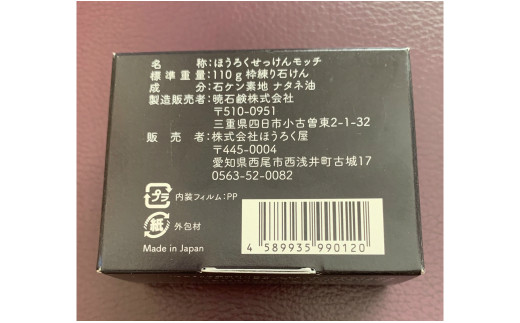 名 称：ほうろくせっけんモッチ
標準重量：110g枠練り石けん
成 分：石ケン素地 ナタネ油
製造販売者：暁石鹸株式会社
〒510-0951
三重県四日市小古曽東2-1-32
販 売 者：株式会社ほうろく屋
〒445-0004
愛知県西尾市西浅井町古城17
0563-52-0082
プラ 内装フィルム：PP
紙 外包材
Made in Japan
4 589935 990120